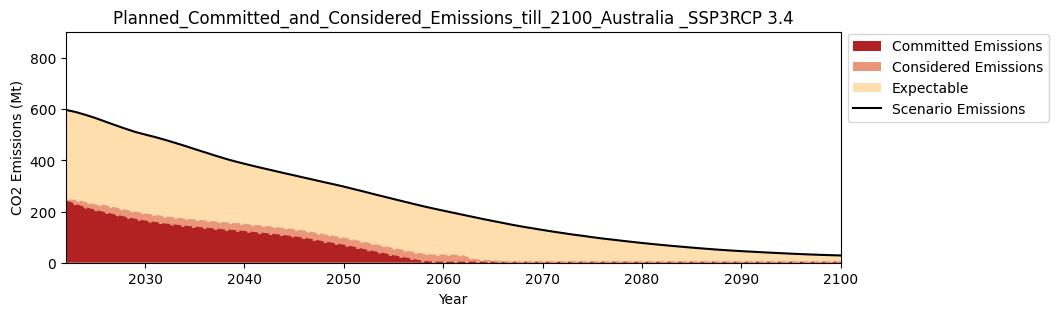 Planned_Committed_and_Considered_Emissions_till_2100_Australia _SSP3RCP 3.4
CO2 Emissions (Mt)
800
600
400
200
0
2030 2040 2050 2060 2070 2080 2090 2100
Year
Committed Emissions
Considered Emissions
Expectable
Scenario Emissions